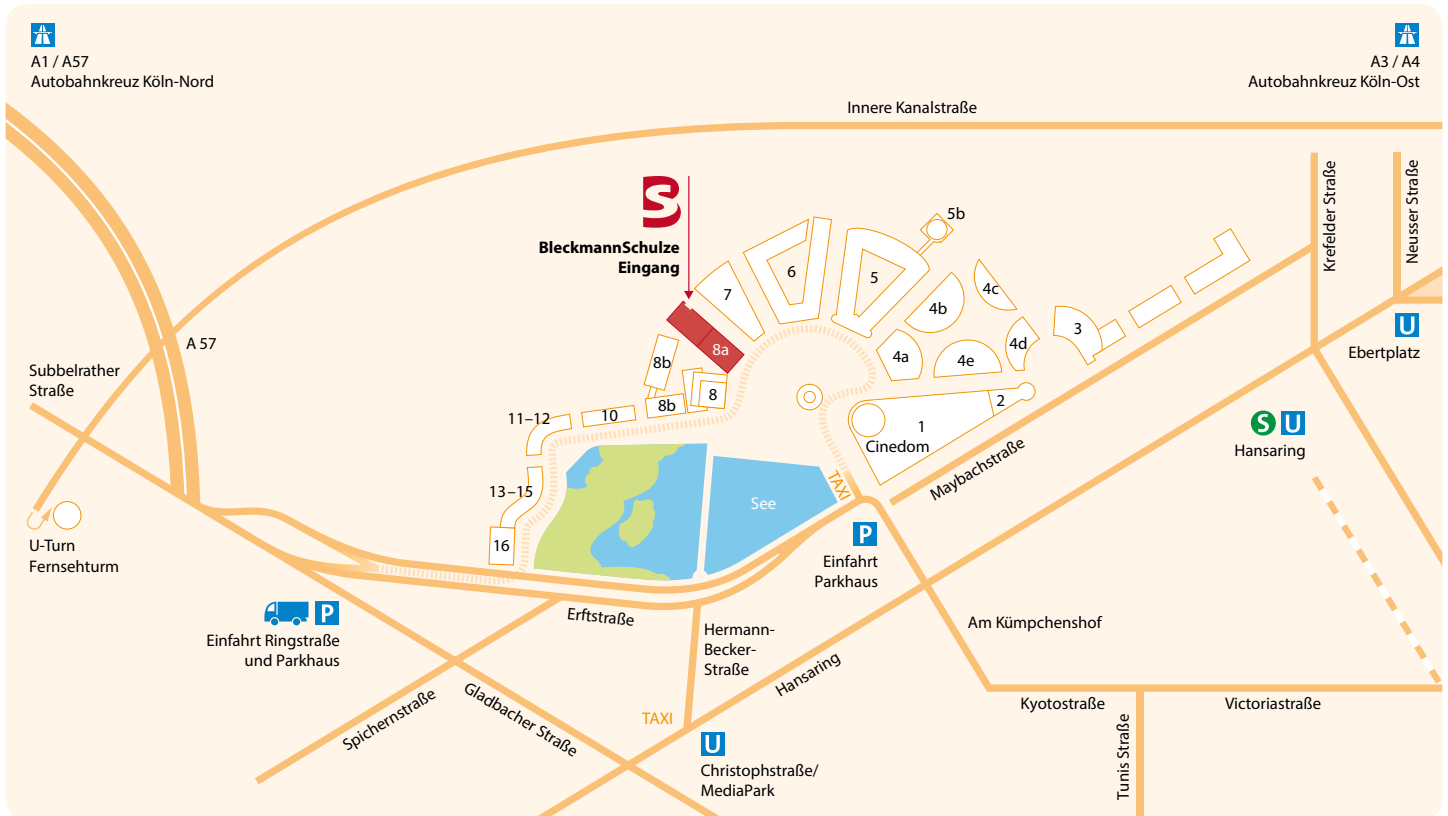 A1 / A57
Autobahnkreuz Köln-Nord
A3 / A4
Autobahnkreuz Köln-Ost
Innere Kanalstraße
Krefelder Straße
Neusser Straße
S
BleckmannSchulze
Eingang
5b
6
5
7
4c
4b
3
4d
8a
4a
4e
8b
8
8b
10
11–12
2
1
Cinedom
A 57
Subbelrather
Straße
U
Ebertplatz
S U
Hansaring
Maybachstraße
13–15
16
See
TAXI
P
Einfahrt
Parkhaus
U-Turn
Fernsehturm
P
Einfahrt Ringstraße
und Parkhaus
Erftstraße
Hermann-
Becker-
Straße
Am Kümpchenshof
Hansaring
Spichernstraße
Gladbacher Straße
TAXI
U
Christophstraße/
MediaPark
Kyotostraße
Victoriastraße
Tunis Straße